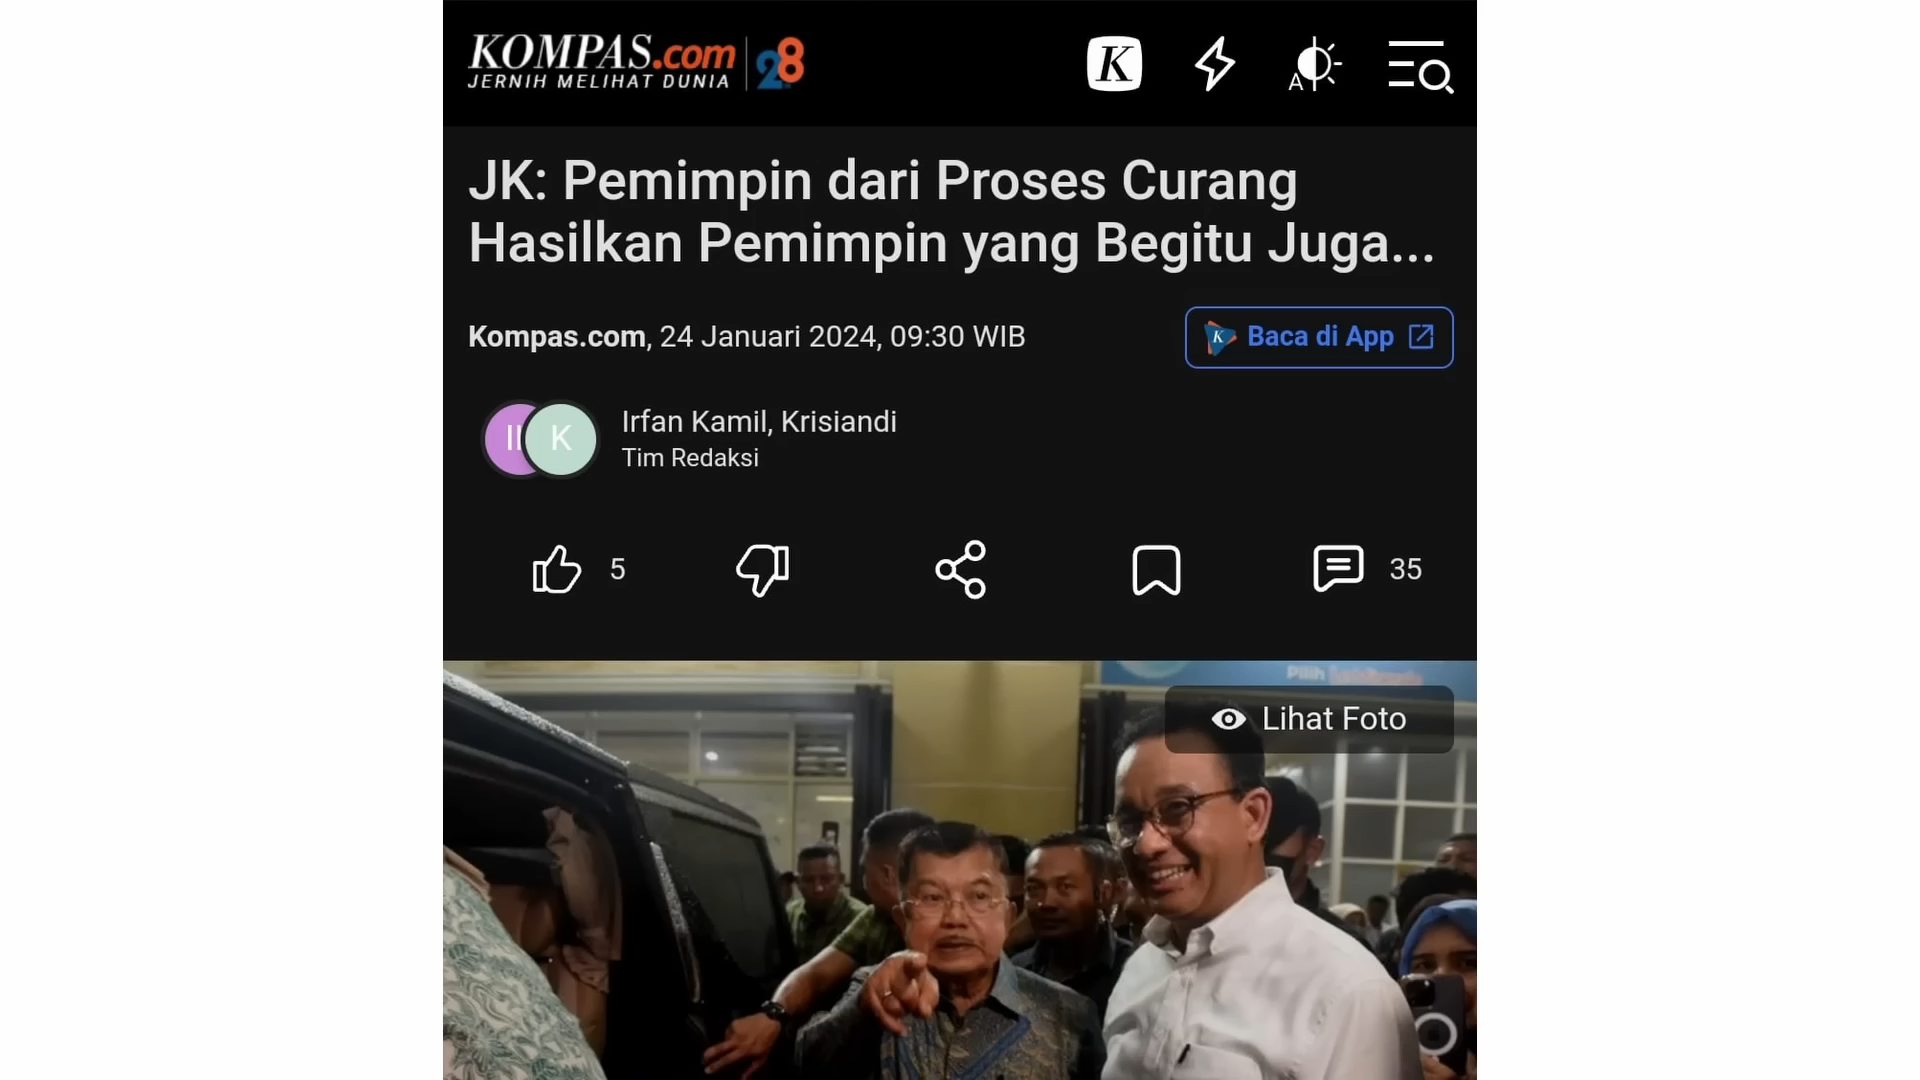 KOMPAS.com 28
JERNIH MELIHAT DUNIA
K
A
JK: Pemimpin dari Proses Curang
Hasilkan Pemimpin yang Begitu Juga...
Kompas.com, 24 Januari 2024, 09:30 WIB
K Baca di App
K
Irfan Kamil, Krisiandi
Tim Redaksi
5
35
Pilih
Lihat Foto